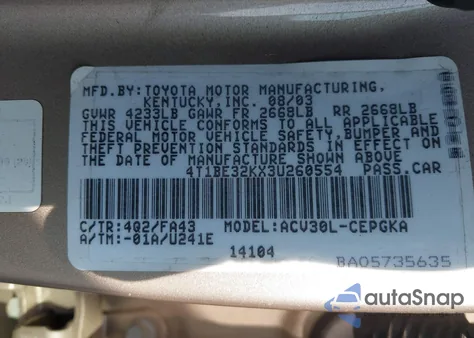 MFD.BY:TOYOTA MOTOR MANUFACTURING,
KENTUCKY,INC. 08/03
GVWR 4233LB GAWR FR 2668LB RR 2668LB
THIS VEHICLE CONFORMS TO ALL APPLICABLE
FEDERAL MOTOR VEHICLE SAFETY,BUMPER AND
THEFT PREVENTION STANDARDS IN EFFECT ON
THE DATE OF MANUFACTURE SHOWN ABOVE.
4T1BE32KX3U260554 PASS.CAR
C/TR:4Q2/FA43 MODEL:ACV30L-CEPGKA
A/TM:-01A/U241E
14104
BA05735635
autoSnap